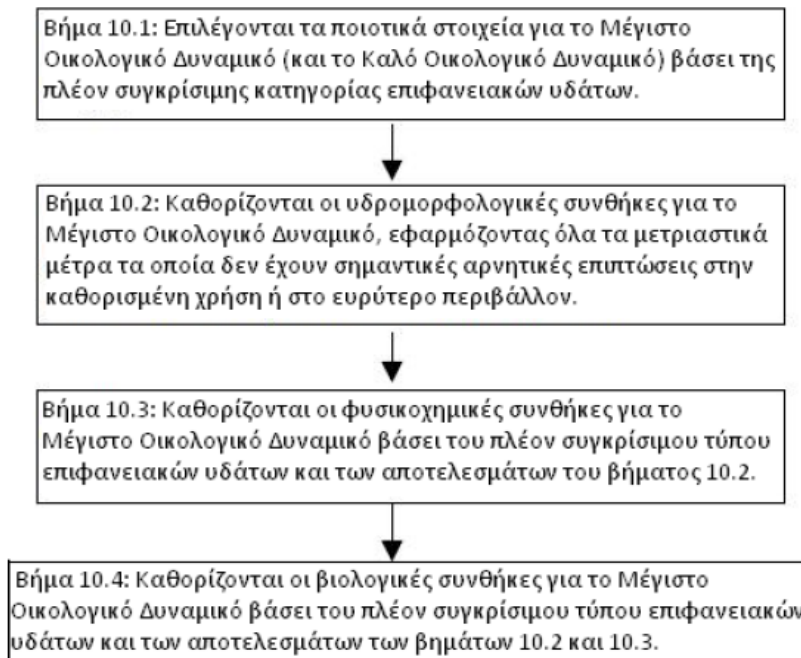 Βήμα 10.1: Επιλέγονται τα ποιοτικά στοιχεία για το Μέγιστο
Οικολογικό Δυναμικό (και το Καλό Οικολογικό Δυναμικό) βάσει της
πλέον συγκρίσιμης κατηγορίας επιφανειακών υδάτων.
Βήμα 10.2: Καθορίζονται οι υδρομορφολογικές συνθήκες για το
Μέγιστο Οικολογικό Δυναμικό, εφαρμόζοντας όλα τα μετριαστικά
μέτρα τα οποία δεν έχουν σημαντικές αρνητικές επιπτώσεις στην
καθορισμένη χρήση ή στο ευρύτερο περιβάλλον.
Βήμα 10.3: Καθορίζονται οι φυσικοχημικές συνθήκες για το
Μέγιστο Οικολογικό Δυναμικό βάσει του πλέον συγκρίσιμου τύπου
επιφανειακών υδάτων και των αποτελεσμάτων του βήματος 10.2.
Βήμα 10.4: Καθορίζονται οι βιολογικές συνθήκες για το Μέγιστο
Οικολογικό Δυναμικό βάσει του πλέον συγκρίσιμου τύπου επιφανειακών
υδάτων και των αποτελεσμάτων των βημάτων 10.2 και 10.3.